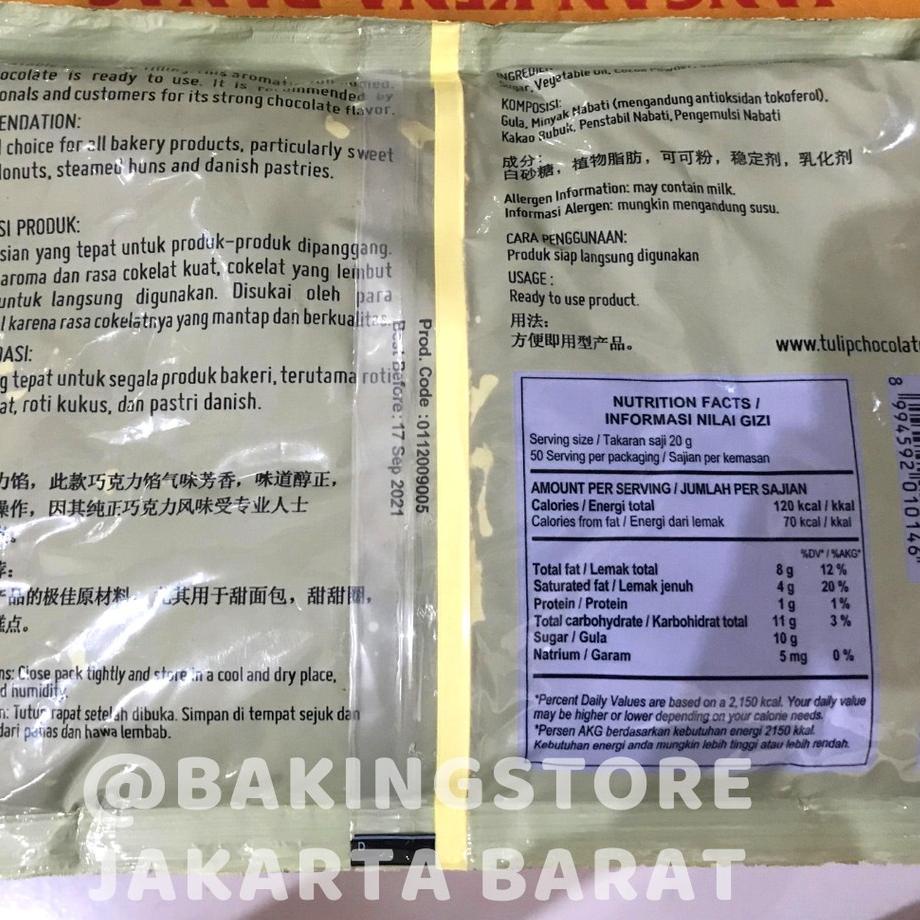 JANGAN KENA PANAS
ocolate is ready to use. It is recommended by
onals and customers for its strong chocolate flavor.
ENDATION:
l choice for all bakery products, particularly sweet
donuts, steamed buns and danish pastries.
SI PRODUK:
sian yang tepat untuk produk-produk dipanggang.
aroma dan rasa cokelat kuat, cokelat yang lembut
untuk langsung digunakan. Disukai oleh para
l karena rasa cokelatnya yang mantap dan berkualitas.
DASI:
g tepat untuk segala produk bakeri, terutama roti
at, roti kukus, dan pastri danish.
力馅，此款巧克力馅气味芳香，味道醇正，
操作，因其纯正巧克力风味受专业人士
荐：
产品的极佳原材料，尤其用于甜面包，甜甜圈，
糕点。
ns: Close pack tightly and store in a cool and dry place,
d humidity.
n: Tutup rapat setelah dibuka. Simpan di tempat sejuk dan
dari panas dan hawa lembab.
Prod. Code :0112009005
Best Before: 17 Sep 2021
INGREDIEN
Sugar, Vegetable Oil, Cocoa Powder,
KOMPOSISI:
Gula, Minyak Nabati (mengandung antioksidan tokoferol),
Kakao Bubuk, Penstabil Nabati, Pengemulsi Nabati
成分：
白砂糖，植物脂肪，可可粉，稳定剂，乳化剂
Allergen Information: may contain milk.
Informasi Alergen: mungkin mengandung susu.
CARA PENGGUNAAN:
Produk siap langsung digunakan
USAGE :
Ready to use product.
用法：
方便即用型产品。
www.tulipchocolate
NUTRITION FACTS /
INFORMASI NILAI GIZI
Serving size / Takaran saji 20 g
50 Serving per packaging / Sajian per kemasan
AMOUNT PER SERVING / JUMLAH PER SAJIAN
Calories / Energi total 120 kcal / kkal
Calories from fat / Energi dari lemak 70 kcal / kkal
%DV* / %AKG*
Total fat / Lemak total 8 g 12 %
Saturated fat / Lemak jenuh 4 g 20 %
Protein / Protein 1 g 1 %
Total carbohydrate / Karbohidrat total 11 g 3 %
Sugar / Gula 10 g
Natrium / Garam 5 mg 0 %
*Percent Daily Values are based on a 2,150 kcal. Your daily value
may be higher or lower depending on your calorie needs.
*Persen AKG berdasarkan kebutuhan energi 2150 kkal.
Kebutuhan energi anda mungkin lebih tinggi atau lebih rendah.
8 994592 010146
@BAKINGSTORE
JAKARTA BARAT